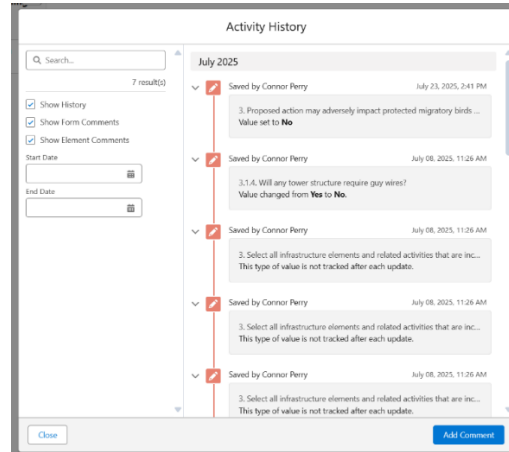 Activity History
Search...
7 result(s)
Show History
Show Form Comments
Show Element Comments
Start Date
End Date
July 2025
Saved by Connor Perry July 23, 2025, 2:41 PM
3. Proposed action may adversely impact protected migratory birds ...
Value set to No
Saved by Connor Perry July 08, 2025, 11:26 AM
3.1.4. Will any tower structure require guy wires?
Value changed from Yes to No.
Saved by Connor Perry July 08, 2025, 11:26 AM
3. Select all infrastructure elements and related activities that are inc...
This type of value is not tracked after each update.
Saved by Connor Perry July 08, 2025, 11:26 AM
3. Select all infrastructure elements and related activities that are inc...
This type of value is not tracked after each update.
Saved by Connor Perry July 08, 2025, 11:26 AM
3. Select all infrastructure elements and related activities that are inc...
This type of value is not tracked after each update.
Close
Add Comment